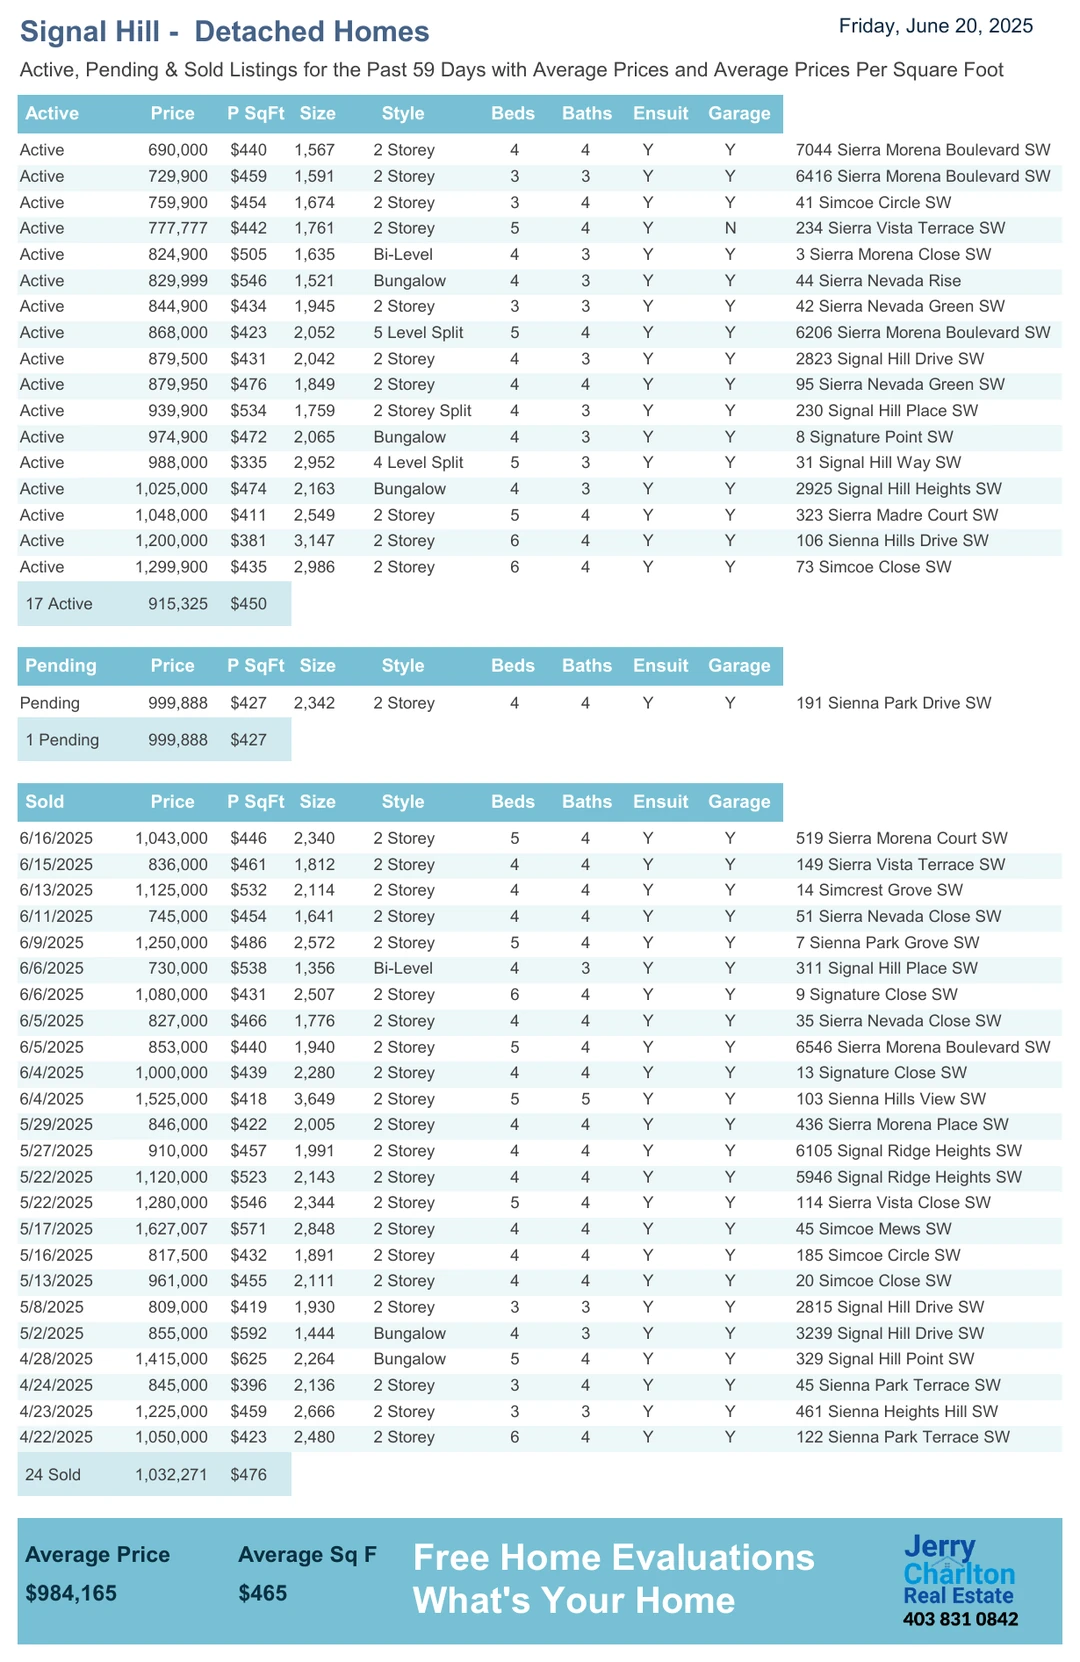 Signal Hill - Detached Homes
Friday, June 20, 2025
Active, Pending & Sold Listings for the Past 59 Days with Average Prices and Average Prices Per Square Foot
Active Price P SqFt Size Style Beds Baths Ensuit Garage
Active 690,000 $440 1,567 2 Storey 4 4 Y Y 7044 Sierra Morena Boulevard SW
Active 729,900 $459 1,591 2 Storey 3 3 Y Y 6416 Sierra Morena Boulevard SW
Active 759,900 $454 1,674 2 Storey 3 4 Y Y 41 Simcoe Circle SW
Active 777,777 $442 1,761 2 Storey 5 4 Y N 234 Sierra Vista Terrace SW
Active 824,900 $505 1,635 Bi-Level 4 3 Y Y 3 Sierra Morena Close SW
Active 829,999 $546 1,521 Bungalow 4 3 Y Y 44 Sierra Nevada Rise
Active 844,900 $434 1,945 2 Storey 3 3 Y Y 42 Sierra Nevada Green SW
Active 868,000 $423 2,052 5 Level Split 5 4 Y Y 6206 Sierra Morena Boulevard SW
Active 879,500 $431 2,042 2 Storey 4 3 Y Y 2823 Signal Hill Drive SW
Active 879,950 $476 1,849 2 Storey 4 4 Y Y 95 Sierra Nevada Green SW
Active 939,900 $534 1,759 2 Storey Split 4 3 Y Y 230 Signal Hill Place SW
Active 974,900 $472 2,065 Bungalow 4 3 Y Y 8 Signature Point SW
Active 988,000 $335 2,952 4 Level Split 5 3 Y Y 31 Signal Hill Way SW
Active 1,025,000 $474 2,163 Bungalow 4 3 Y Y 2925 Signal Hill Heights SW
Active 1,048,000 $411 2,549 2 Storey 5 4 Y Y 323 Sierra Madre Court SW
Active 1,200,000 $381 3,147 2 Storey 6 4 Y Y 106 Sienna Hills Drive SW
Active 1,299,900 $435 2,986 2 Storey 6 4 Y Y 73 Simcoe Close SW
17 Active 915,325 $450
Pending Price P SqFt Size Style Beds Baths Ensuit Garage
Pending 999,888 $427 2,342 2 Storey 4 4 Y Y 191 Sienna Park Drive SW
1 Pending 999,888 $427
Sold Price P SqFt Size Style Beds Baths Ensuit Garage
6/16/2025 1,043,000 $446 2,340 2 Storey 5 4 Y Y 519 Sierra Morena Court SW
6/15/2025 836,000 $461 1,812 2 Storey 4 4 Y Y 149 Sierra Vista Terrace SW
6/13/2025 1,125,000 $532 2,114 2 Storey 4 4 Y Y 14 Simcrest Grove SW
6/11/2025 745,000 $454 1,641 2 Storey 4 4 Y Y 51 Sierra Nevada Close SW
6/9/2025 1,250,000 $486 2,572 2 Storey 5 4 Y Y 7 Sienna Park Grove SW
6/6/2025 730,000 $538 1,356 Bi-Level 4 3 Y Y 311 Signal Hill Place SW
6/6/2025 1,080,000 $431 2,507 2 Storey 6 4 Y Y 9 Signature Close SW
6/5/2025 827,000 $466 1,776 2 Storey 4 4 Y Y 35 Sierra Nevada Close SW
6/5/2025 853,000 $440 1,940 2 Storey 5 4 Y Y 6546 Sierra Morena Boulevard SW
6/4/2025 1,000,000 $439 2,280 2 Storey 4 4 Y Y 13 Signature Close SW
6/4/2025 1,525,000 $418 3,649 2 Storey 5 5 Y Y 103 Sienna Hills View SW
5/29/2025 846,000 $422 2,005 2 Storey 4 4 Y Y 436 Sierra Morena Place SW
5/27/2025 910,000 $457 1,991 2 Storey 4 4 Y Y 6105 Signal Ridge Heights SW
5/22/2025 1,120,000 $523 2,143 2 Storey 4 4 Y Y 5946 Signal Ridge Heights SW
5/22/2025 1,280,000 $546 2,344 2 Storey 5 4 Y Y 114 Sierra Vista Close SW
5/17/2025 1,627,007 $571 2,848 2 Storey 4 4 Y Y 45 Simcoe Mews SW
5/16/2025 817,500 $432 1,891 2 Storey 4 4 Y Y 185 Simcoe Circle SW
5/13/2025 961,000 $455 2,111 2 Storey 4 4 Y Y 20 Simcoe Close SW
5/8/2025 809,000 $419 1,930 2 Storey 3 3 Y Y 2815 Signal Hill Drive SW
5/2/2025 855,000 $592 1,444 Bungalow 4 3 Y Y 3239 Signal Hill Drive SW
4/28/2025 1,415,000 $625 2,264 Bungalow 5 4 Y Y 329 Signal Hill Point SW
4/24/2025 845,000 $396 2,136 2 Storey 3 4 Y Y 45 Sienna Park Terrace SW
4/23/2025 1,225,000 $459 2,666 2 Storey 3 3 Y Y 461 Sienna Heights Hill SW
4/22/2025 1,050,000 $423 2,480 2 Storey 6 4 Y Y 122 Sienna Park Terrace SW
24 Sold 1,032,271 $476
Average Price Average Sq F
$984,165 $465
Free Home Evaluations
What's Your Home
Jerry
Charlton
Real Estate
403 831 0842